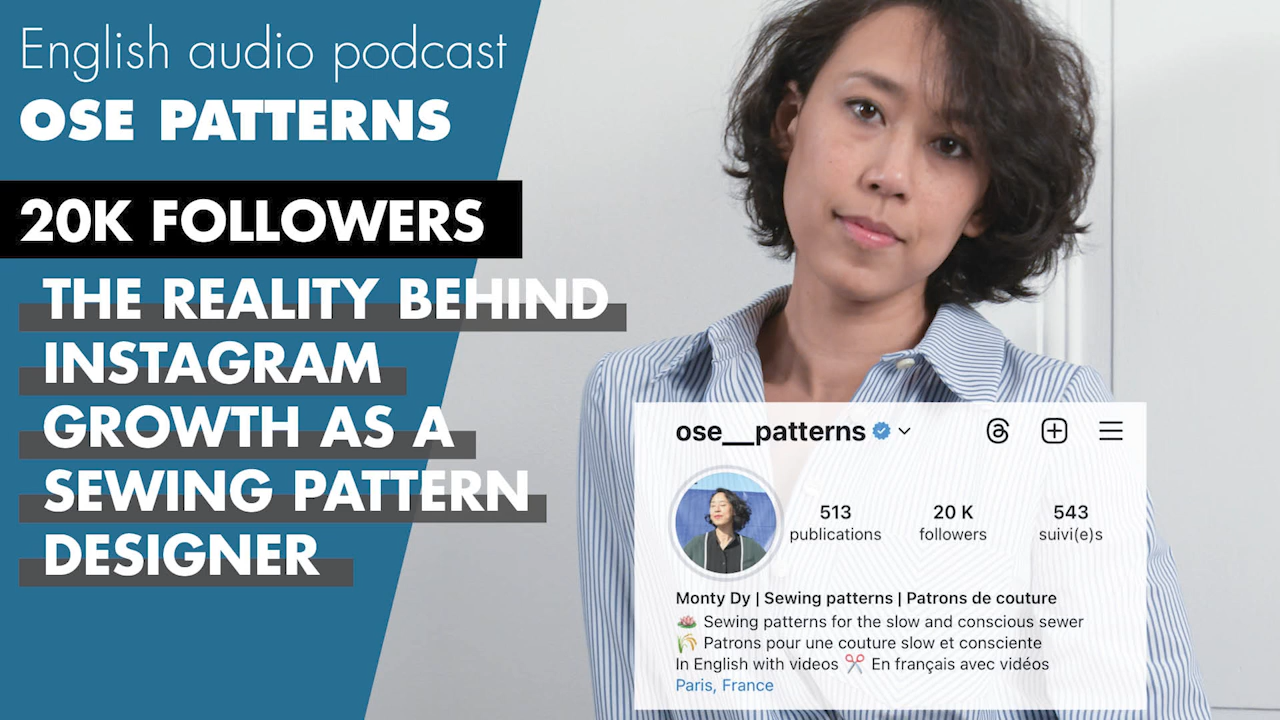 English audio podcast
OSE PATTERNS
20K FOLLOWERS
THE REALITY BEHIND
INSTAGRAM
GROWTH AS A
SEWING PATTERN
DESIGNER
ose__patterns
513
publications
20 K
followers
543
suivi(e)s
Monty Dy | Sewing patterns | Patrons de couture
🪷 Sewing patterns for the slow and conscious sewer
🌾 Patrons pour une couture slow et consciente
In English with videos ✂️ En français avec vidéos
Paris, France